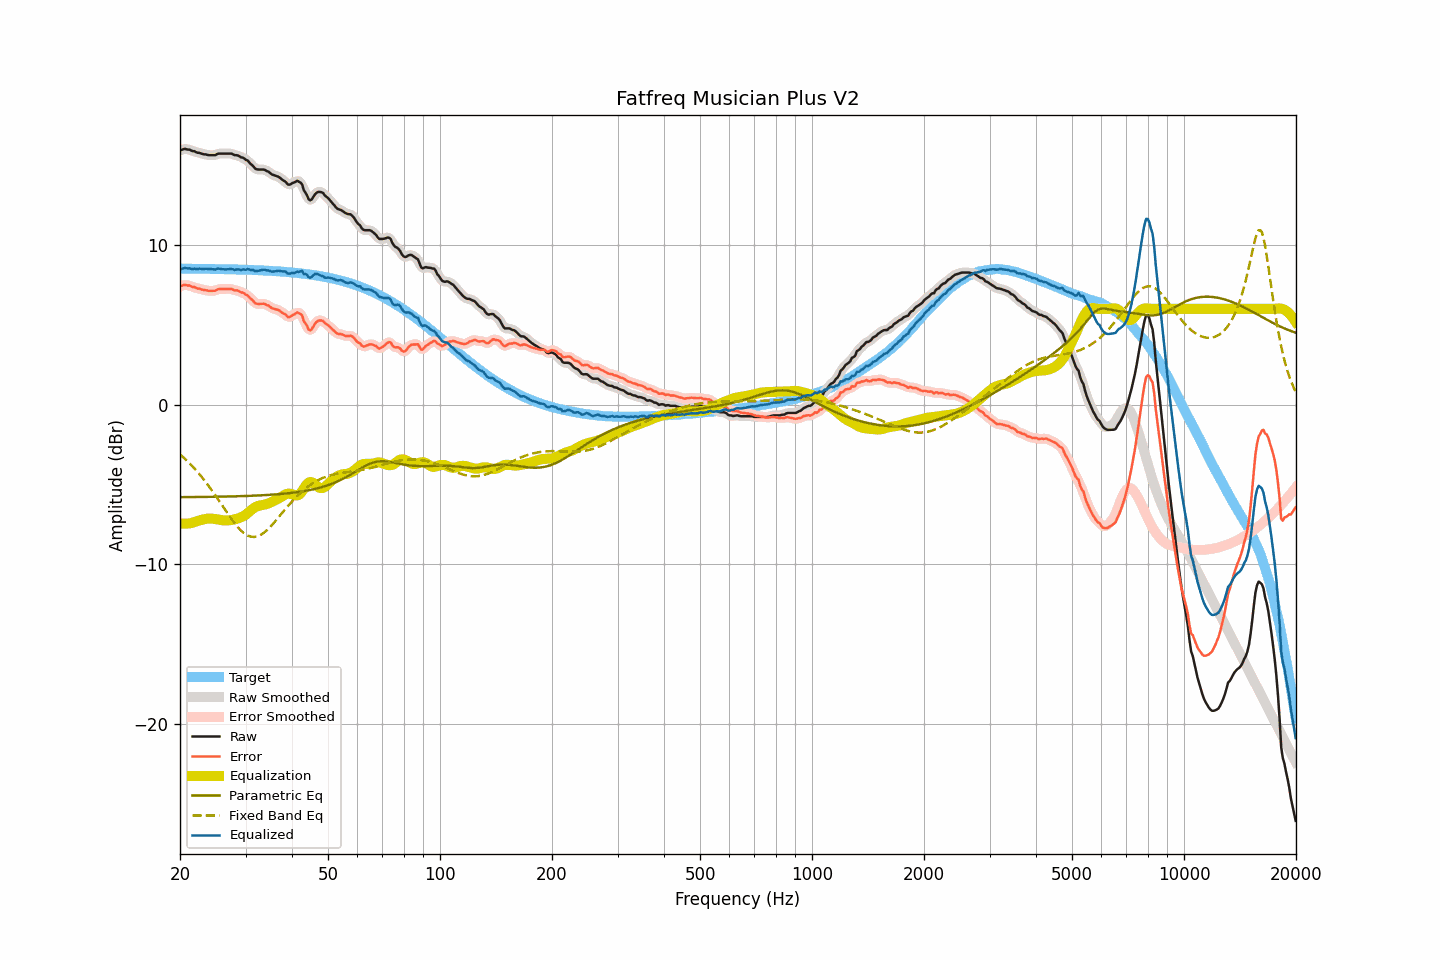 Fatfreq Musician Plus V2
Amplitude (dBr)
10
0
−10
−20
Target
Raw Smoothed
Error Smoothed
Raw
Error
Equalization
Parametric Eq
Fixed Band Eq
Equalized
20 50 100 200 500 1000 2000 5000 10000 20000
Frequency (Hz)